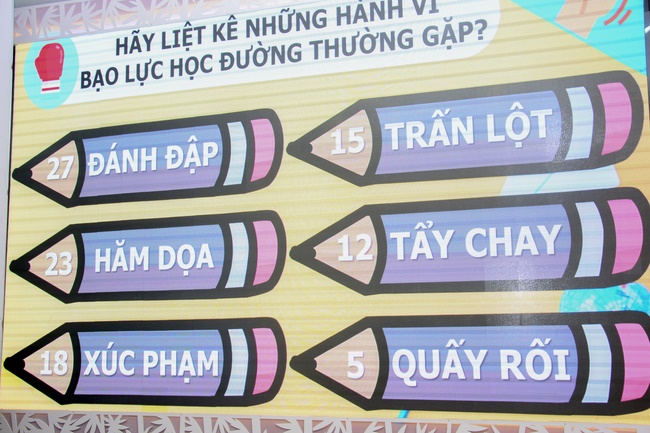 HÃY LIỆT KÊ NHỮNG HÀNH VI
BẠO LỰC HỌC ĐƯỜNG THƯỜNG GẶP?
27 ĐÁNH ĐẬP
23 HĂM DỌA
18 XÚC PHẠM
15 TRẤN LỘT
12 TẨY CHAY
5 QUẤY RỐI